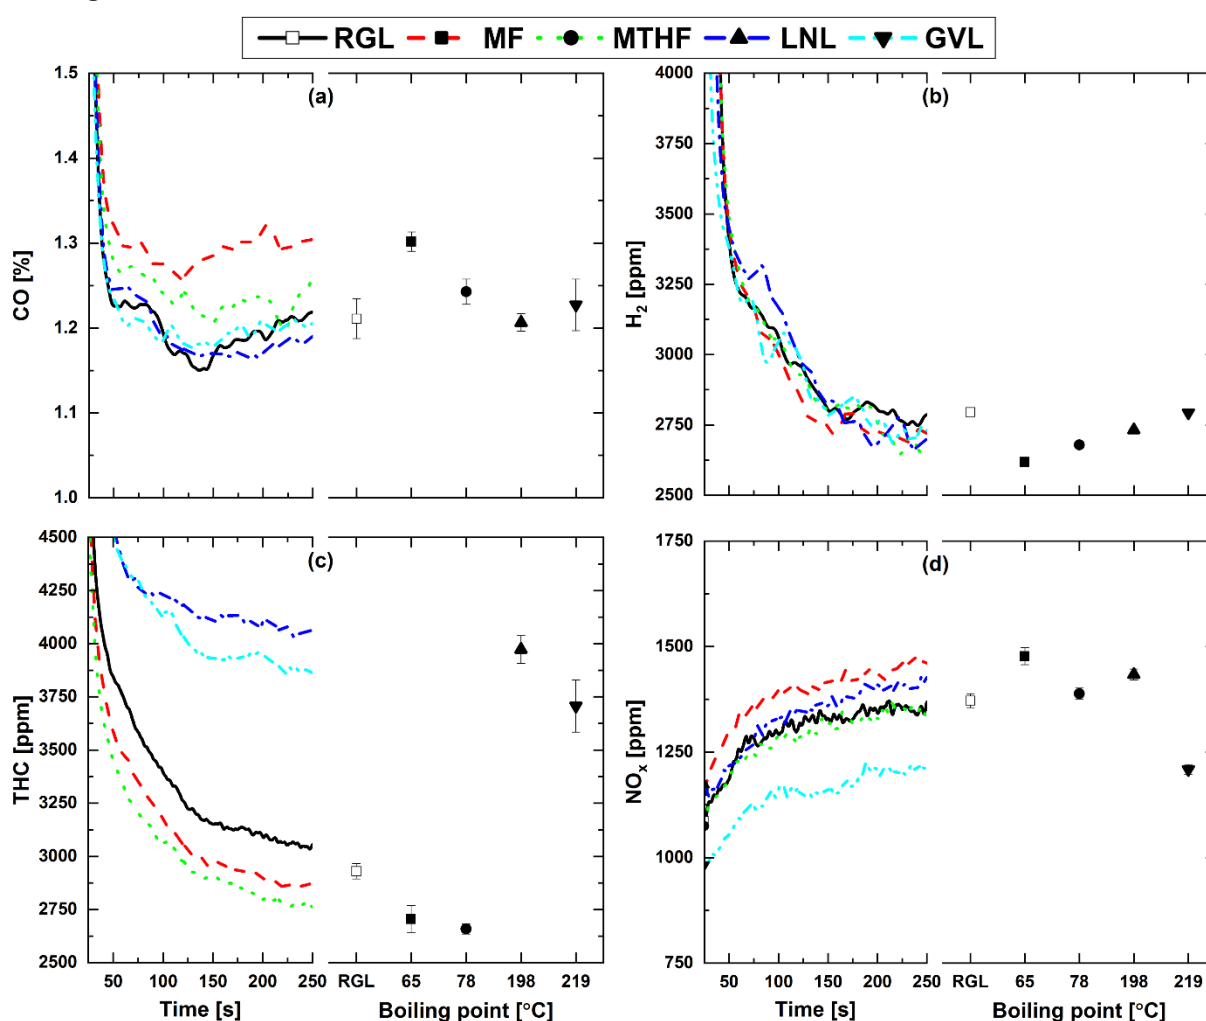 RGL MF MTHF LNL GVL
(a)
1.5
1.4
1.3
1.2
1.1
1.0
CO [%]
(b)
4000
3750
3500
3250
3000
2750
2500
H2 [ppm]
(c)
4500
4250
4000
3750
3500
3250
3000
2750
2500
THC [ppm]
50 100 150 200 250 RGL 65 78 198 219
Time [s] Boiling point [°C]
(d)
1750
1500
1250
1000
750
NOx [ppm]
50 100 150 200 250 RGL 65 78 198 219
Time [s] Boiling point [°C]